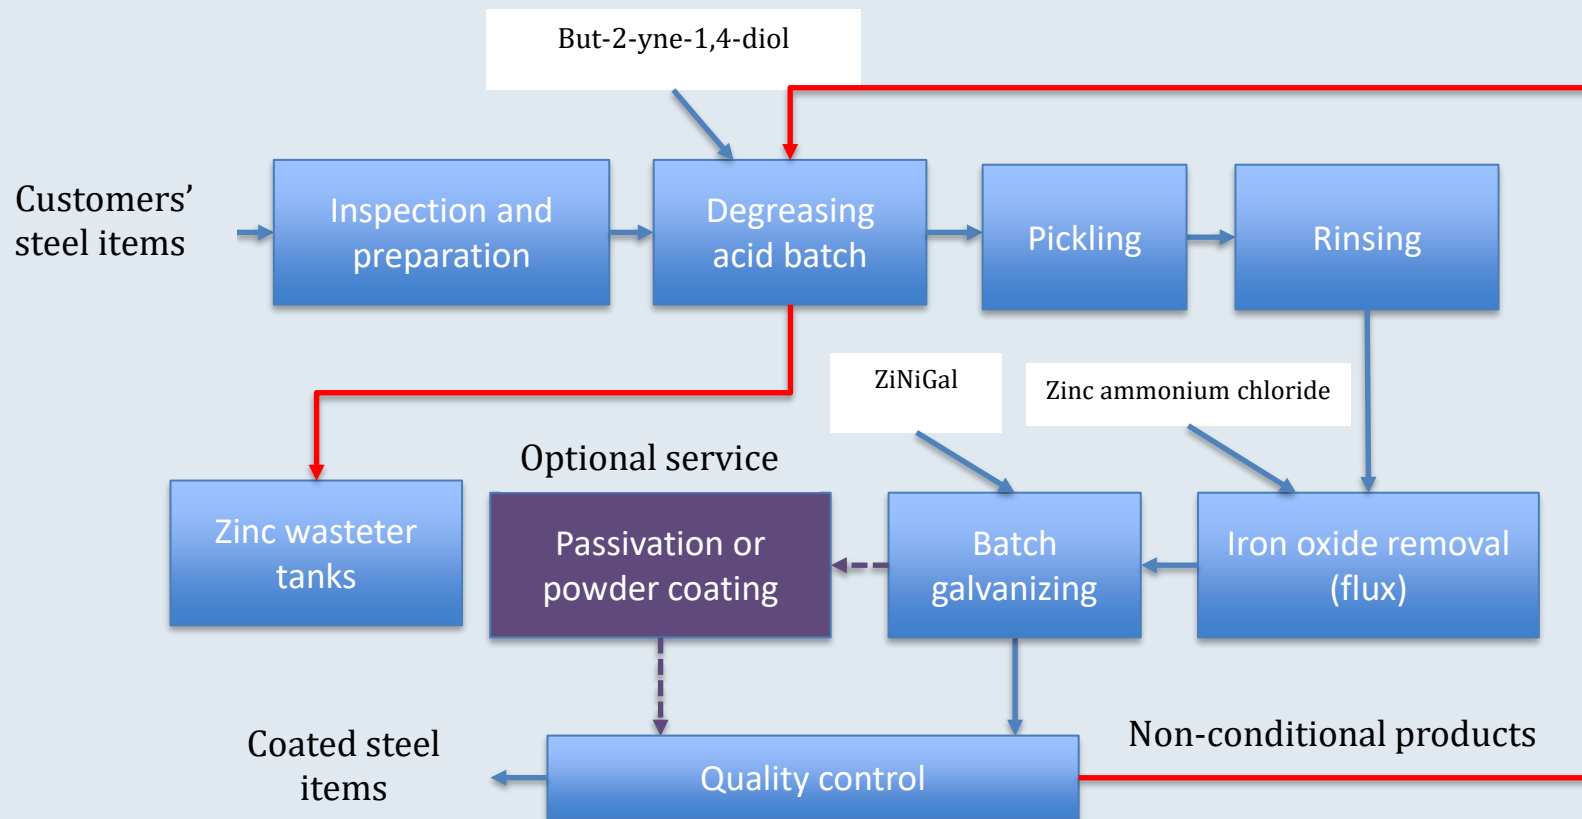 But-2-yne-1,4-diol
Customers’
steel items
Inspection and
preparation
Degreasing
acid batch
Pickling
Rinsing
ZiNiGal
Zinc ammonium chloride
Optional service
Zinc wasteter
tanks
Passivation or
powder coating
Batch
galvanizing
Iron oxide removal
(flux)
Coated steel
items
Quality control
Non-conditional products